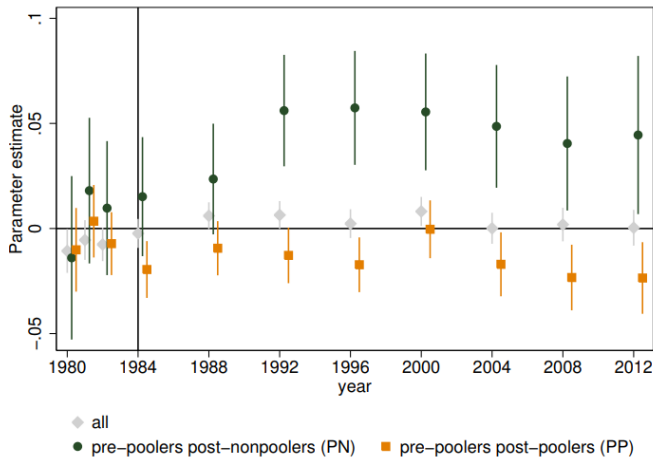 .1
.05
0
-.05
Parameter estimate
1980 1984 1988 1992 1996 2000 2004 2008 2012
year
all
pre-poolers post-nonpoolers (PN) pre-poolers post-poolers (PP)